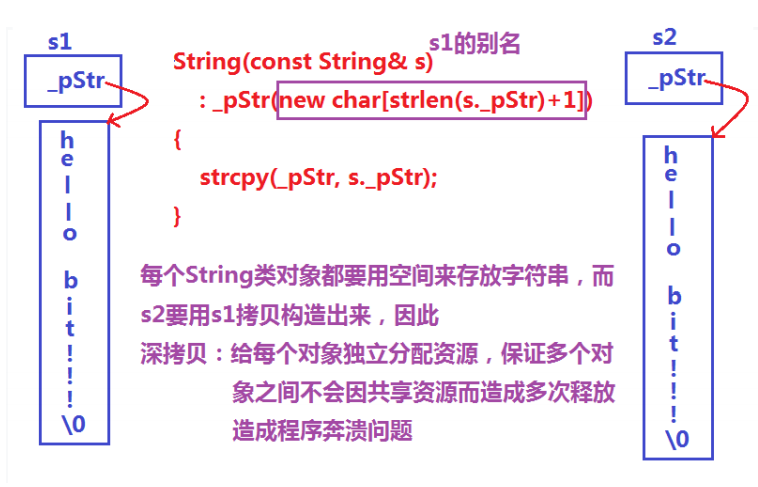 s1
_pStr
h
e
l
l
o
b
i
t
!
!
!
\0
s1的别名
String(const String& s)
: _pStr(new char[strlen(s._pStr)+1])
{
strcpy(_pStr, s._pStr);
}
每个String类对象都要用空间来存放字符串，而
s2要用s1拷贝构造出来，因此
深拷贝：给每个对象独立分配资源，保证多个对
象之间不会因共享资源而造成多次释放
造成程序奔溃问题
s2
_pStr
h
e
l
l
o
b
i
t
!
!
!
\0